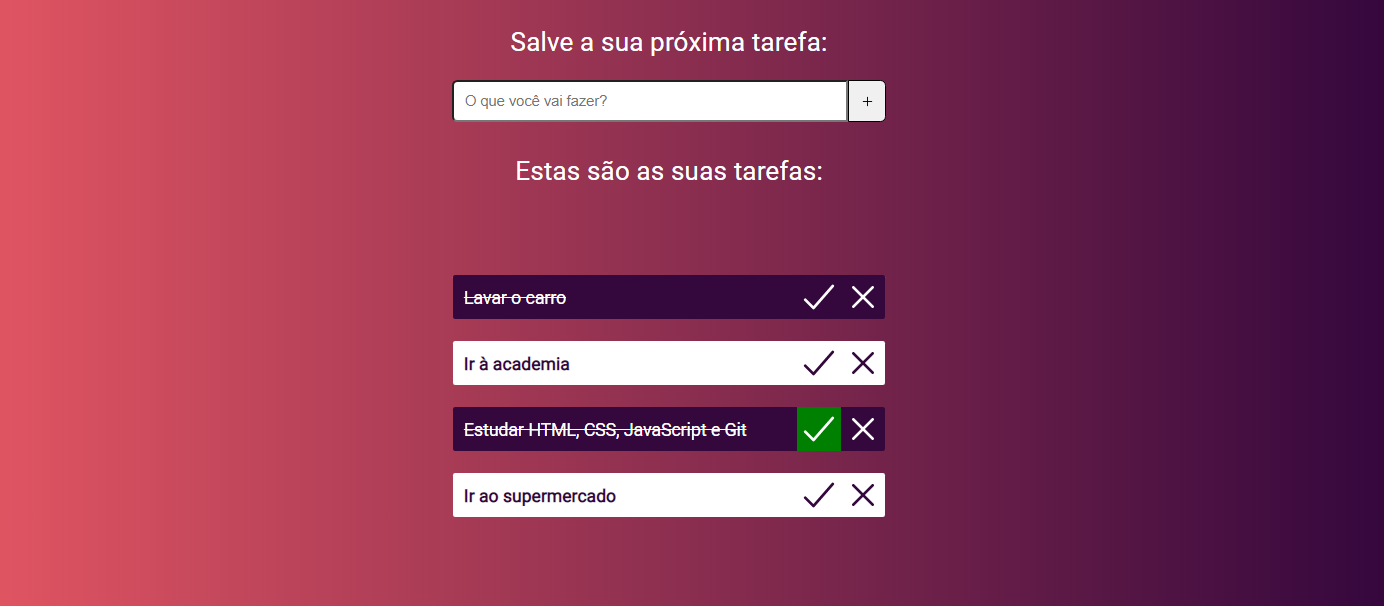 Salve a sua próxima tarefa:
O que você vai fazer?
+
Estas são as suas tarefas:
Lavar o carro
Ir à academia
Estudar HTML, CSS, JavaScript e Git
Ir ao supermercado